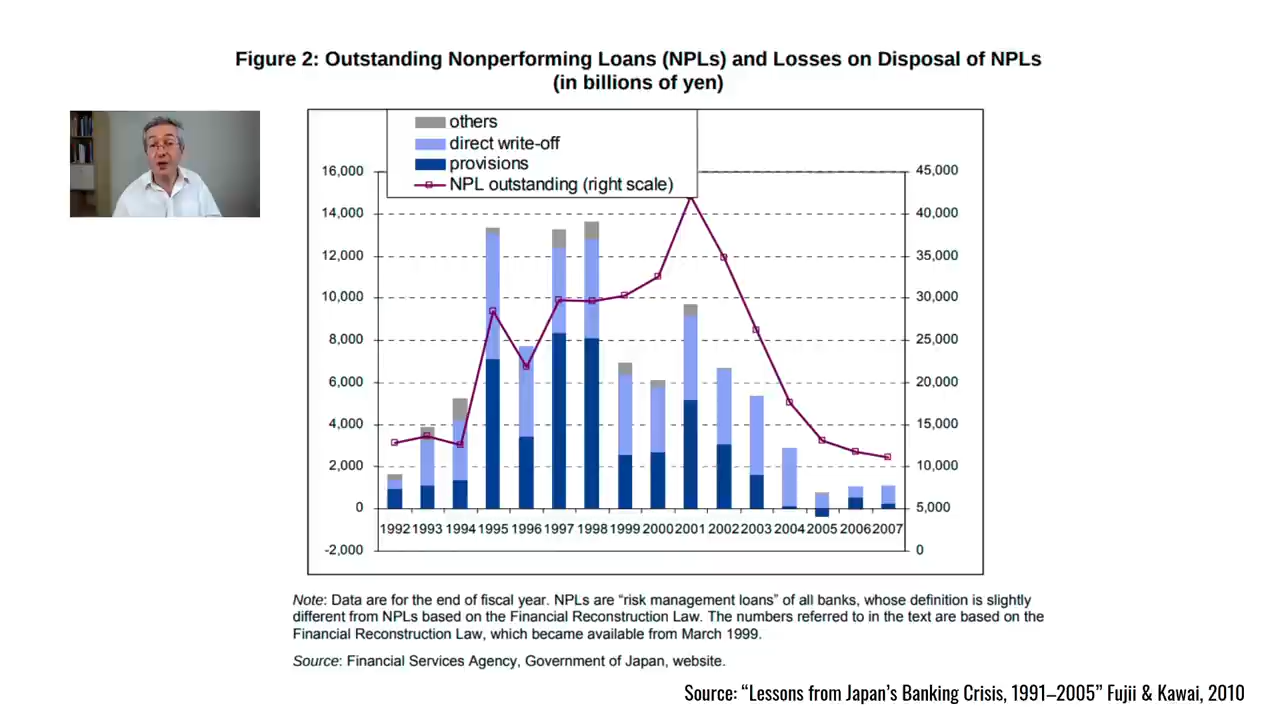 Figure 2: Outstanding Nonperforming Loans (NPLs) and Losses on Disposal of NPLs
(in billions of yen)
others
direct write-off
provisions
NPL outstanding (right scale)
16,000
14,000
12,000
10,000
8,000
6,000
4,000
2,000
0
-2,000
45,000
40,000
35,000
30,000
25,000
20,000
15,000
10,000
5,000
0
1992 1993 1994 1995 1996 1997 1998 1999 2000 2001 2002 2003 2004 2005 2006 2007
Note: Data are for the end of fiscal year. NPLs are “risk management loans” of all banks, whose definition is slightly
different from NPLs based on the Financial Reconstruction Law. The numbers referred to in the text are based on the
Financial Reconstruction Law, which became available from March 1999.
Source: Financial Services Agency, Government of Japan, website.
Source: “Lessons from Japan’s Banking Crisis, 1991–2005” Fujii & Kawai, 2010